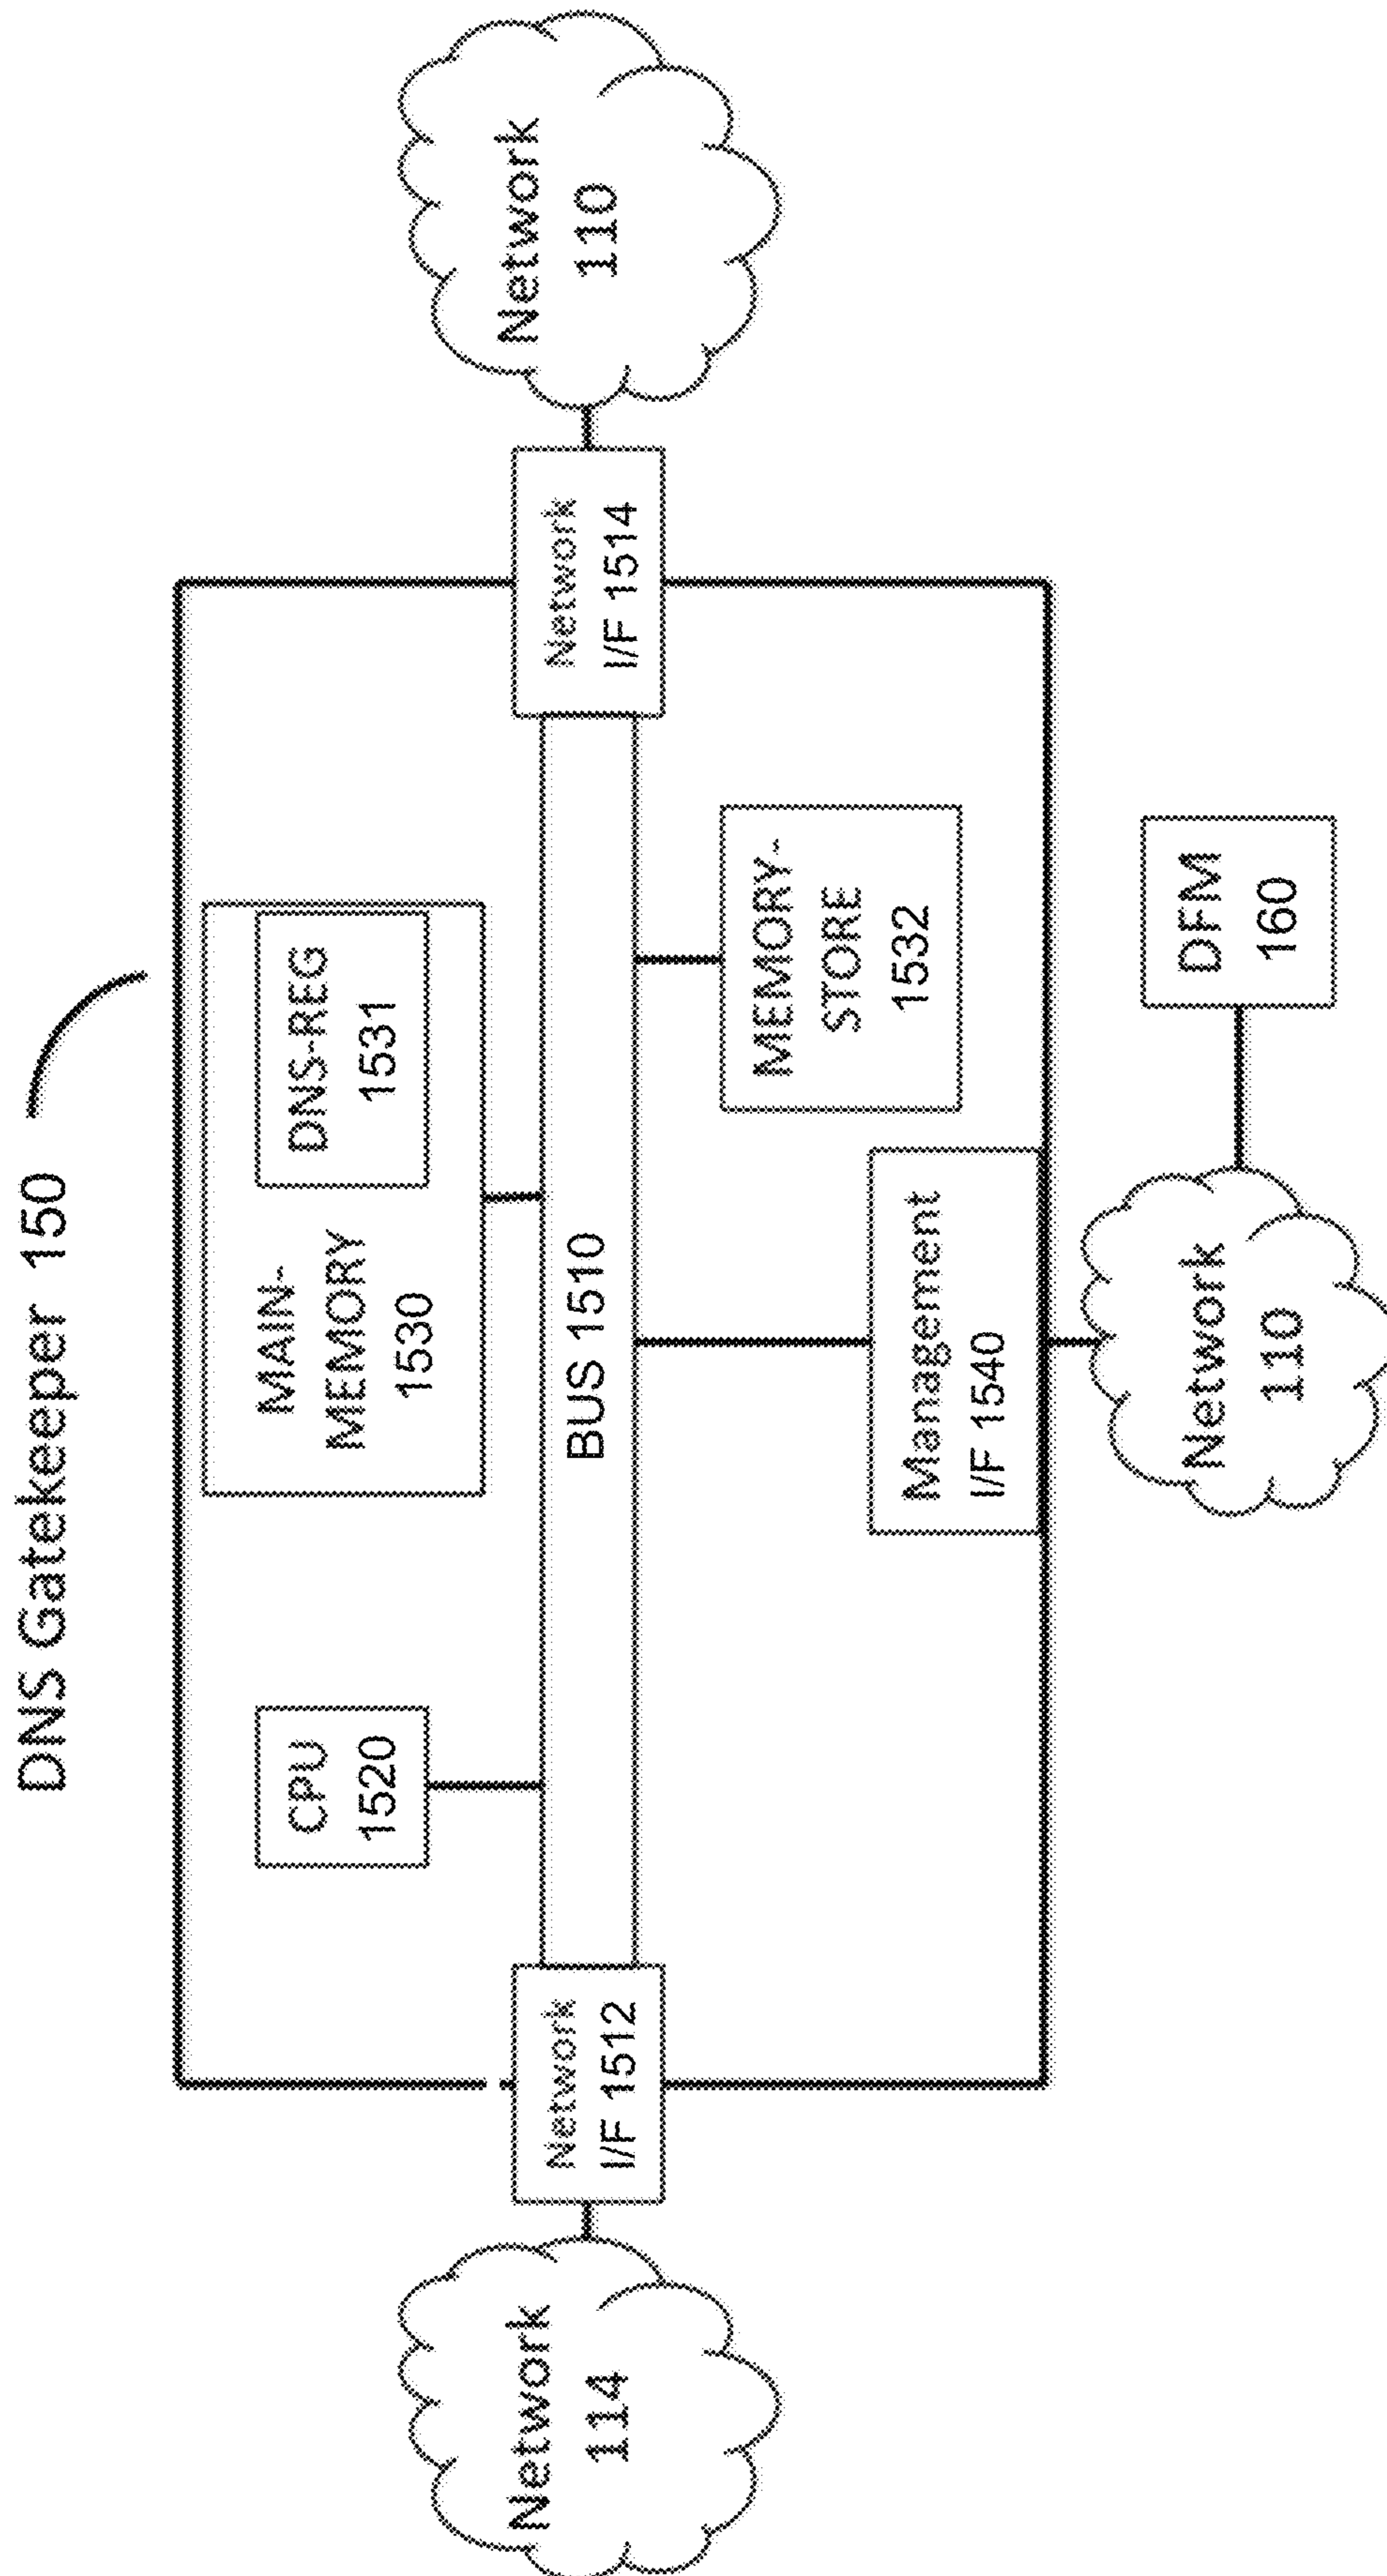 DNS Gatekeeper 150
MAIN-
MEMORY
1530
DNS-REG
1531
CPU
1520
Network
114
Network
I/F 1512
BUS 1510
Network
I/F 1514
Network
110
MEMORY-
STORE
1532
Management
I/F 1540
Network
110
DFM
160